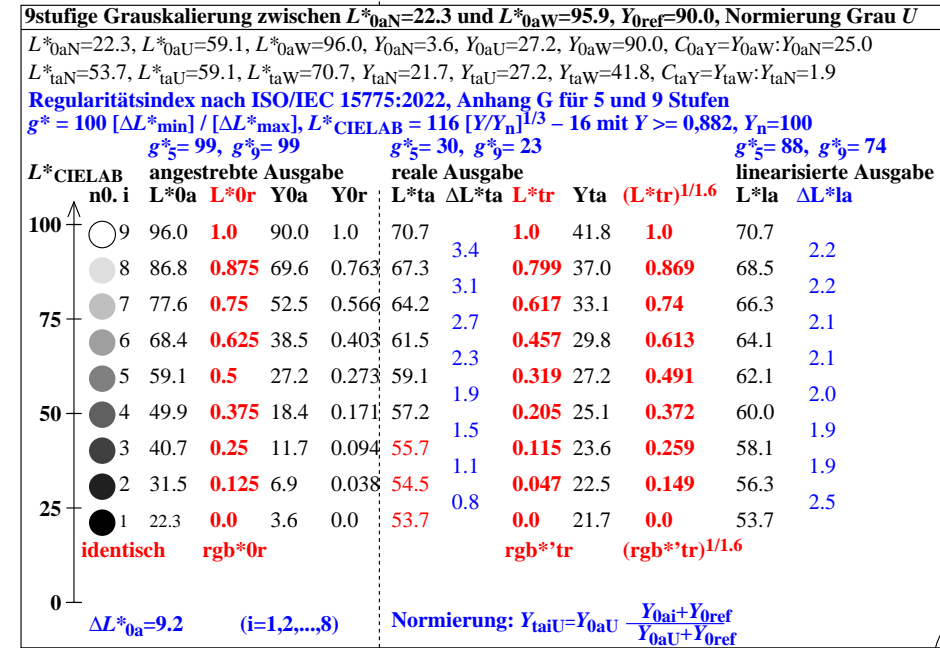 9stufige Grauskalierung zwischen L*0aN=22.3 und L*0aW=95.9, Y0ref=90.0, Normierung Grau U
L*0aN=22.3, L*0aU=59.1, L*0aW=96.0, Y0aN=3.6, Y0aU=27.2, Y0aW=90.0, C0aY=Y0aW:Y0aN=25.0
L*taN=53.7, L*taU=59.1, L*taW=70.7, YtaN=21.7, YtaU=27.2, YtaW=41.8, CtaY=YtaW:YtaN=1.9
Regularitätsindex nach ISO/IEC 15775:2022, Anhang G für 5 und 9 Stufen
g* = 100 [ΔL*min] / [ΔL*max], L*CIELAB = 116 [Y/Yn]1/3 – 16 mit Y >= 0,882, Yn=100
g*5= 99, g*9= 99 g*5= 30, g*9= 23 g*5= 88, g*9= 74
L*CIELAB angestrebte Ausgabe reale Ausgabe linearisierte Ausgabe
n0. i L*0a L*0r Y0a Y0r L*ta ΔL*ta L*tr Yta (L*tr)1/1.6 L*la ΔL*la
100 9 96.0 1.0 90.0 1.0 70.7 1.0 41.8 1.0 70.7
3.4 2.2
8 86.8 0.875 69.6 0.763 67.3 0.799 37.0 0.869 68.5
3.1 2.2
7 77.6 0.75 52.5 0.566 64.2 0.617 33.1 0.74 66.3
75 2.7 2.1
6 68.4 0.625 38.5 0.403 61.5 0.457 29.8 0.613 64.1
2.3 2.1
5 59.1 0.5 27.2 0.273 59.1 0.319 27.2 0.491 62.1
1.9 2.0
50 4 49.9 0.375 18.4 0.171 57.2 0.205 25.1 0.372 60.0
1.5 1.9
3 40.7 0.25 11.7 0.094 55.7 0.115 23.6 0.259 58.1
1.1 1.9
2 31.5 0.125 6.9 0.038 54.5 0.047 22.5 0.149 56.3
25 0.8 2.5
1 22.3 0.0 3.6 0.0 53.7 0.0 21.7 0.0 53.7
identisch rgb*0r rgb*’tr (rgb*’tr)1/1.6
0
ΔL*0a=9.2 (i=1,2,...,8) Normierung: YtaiU=Y0aU Y0ai+Y0ref
Y0aU+Y0ref